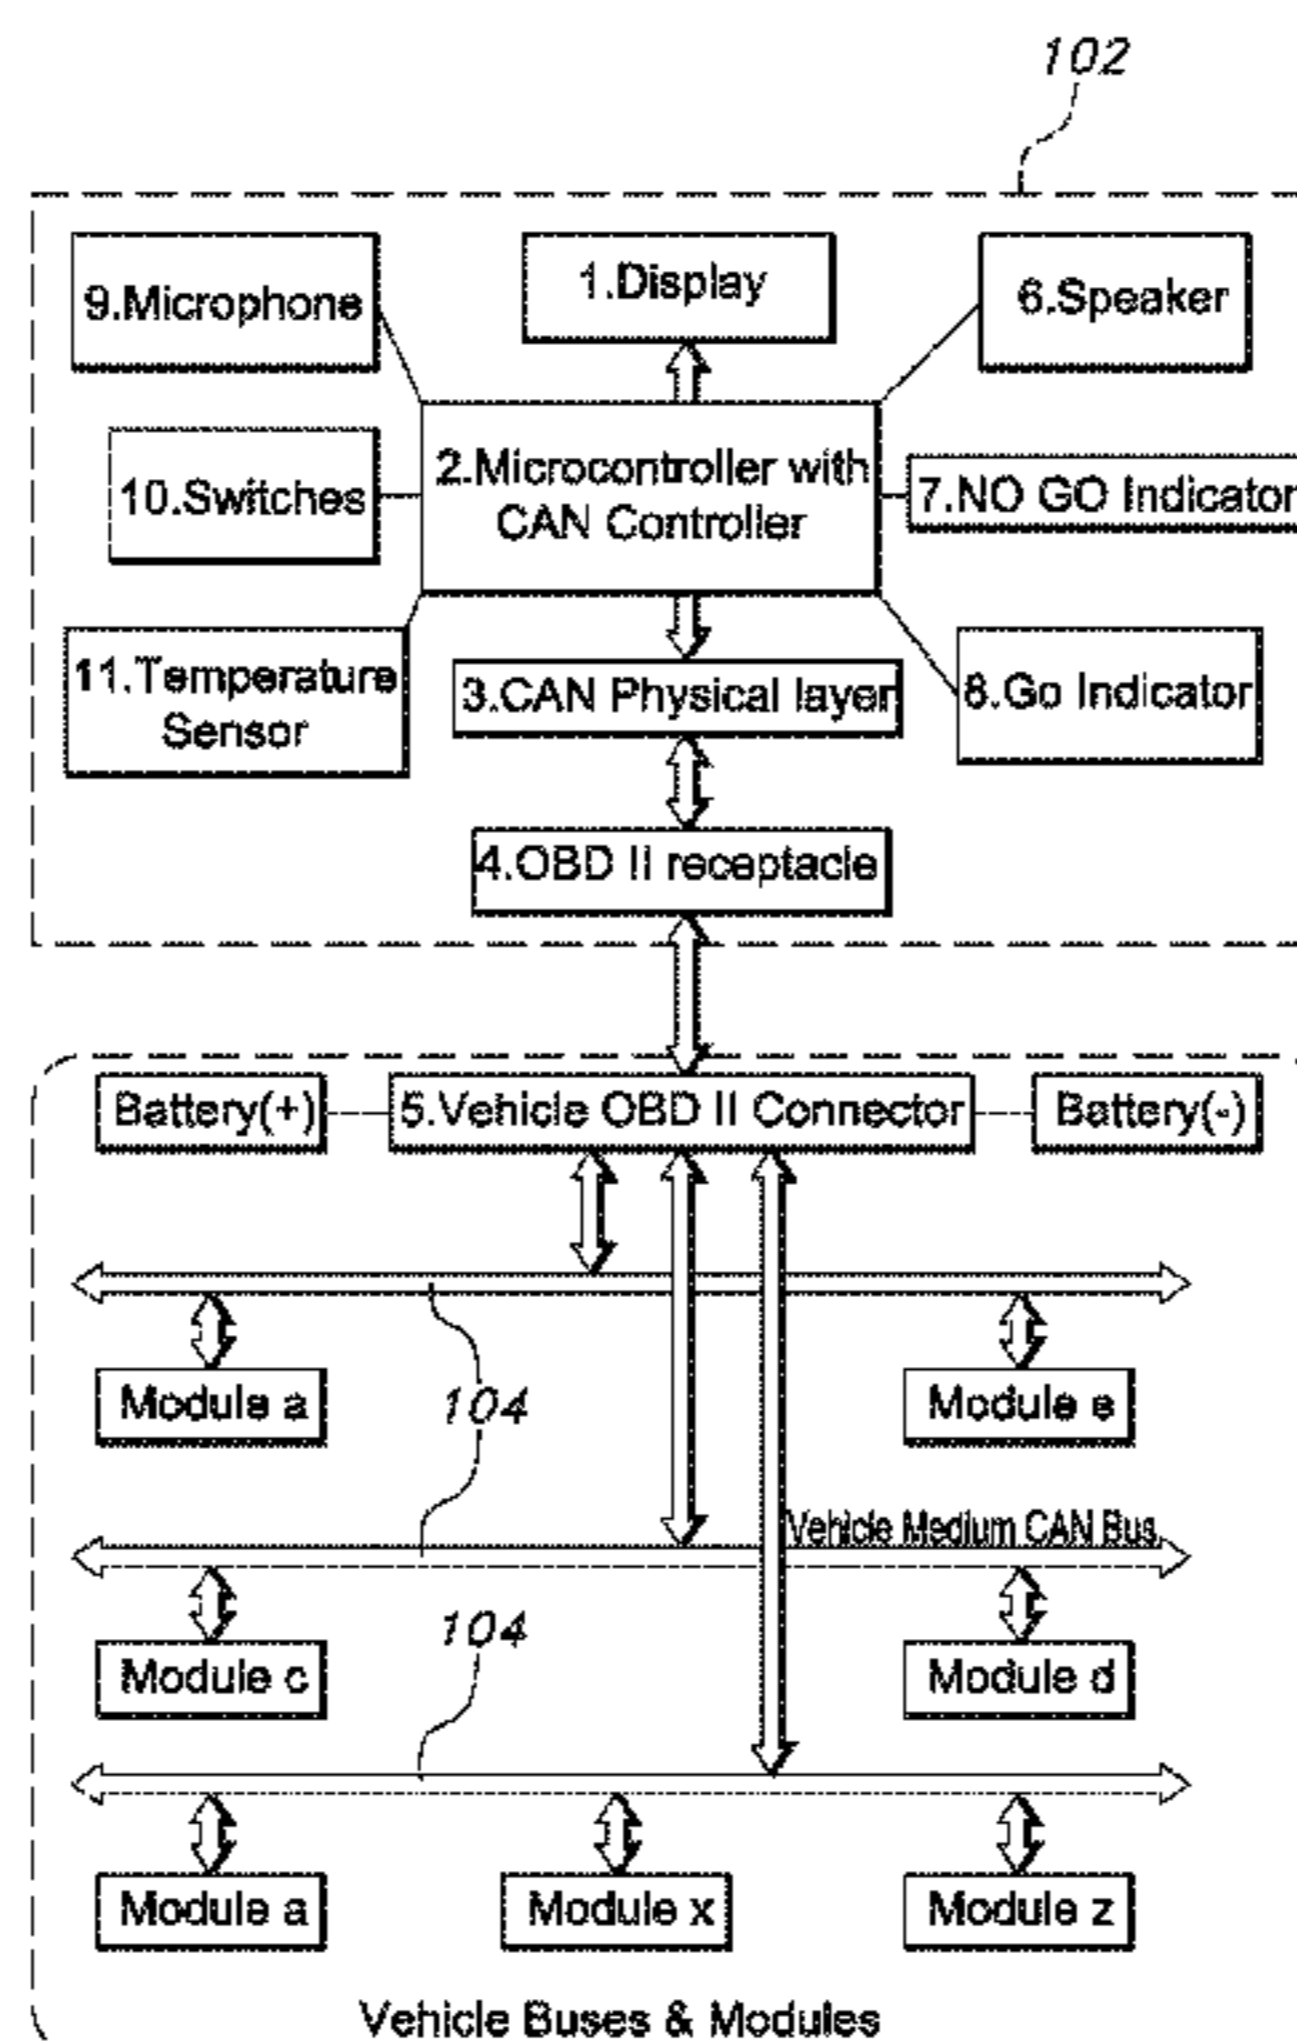 102
9.Microphone
1.Display
6.Speaker
10.Switches
2.Microcontroller with
CAN Controller
7.NO GO Indicator
11.Temperature
Sensor
3.CAN Physical layer
8.Go Indicator
4.OBD II receptacle
Battery(+)
5.Vehicle OBD II Connector
Battery(-)
Module a
104
Module e
Vehicle Medium CAN Bus
Module c
104
Module d
Module a
Module x
Module z
Vehicle Buses & Modules